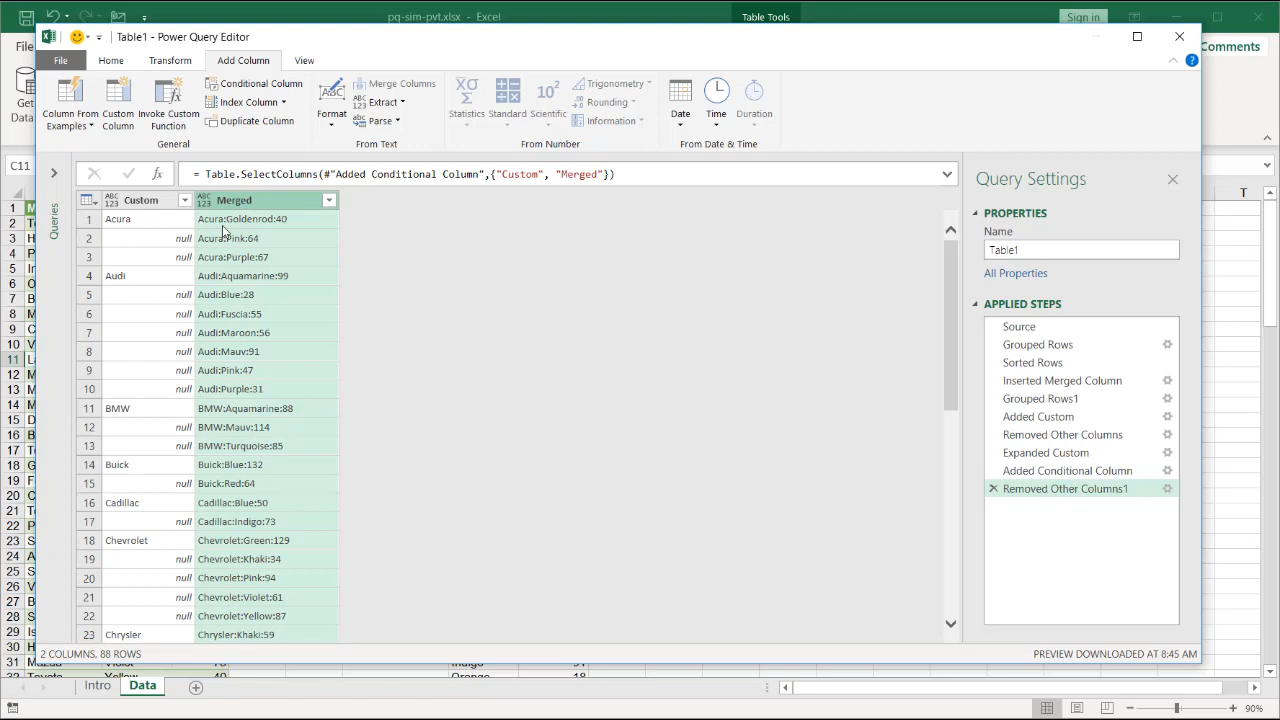 pq-sim-pvt.xlsx - Excel
Table Tools
Sign in
Table1 - Power Query Editor
File
Home
Transform
Add Column
View
Comments
Column From Examples
Custom Column
Invoke Custom Function
Conditional Column
Index Column
Duplicate Column
General
Format
Merge Columns
Extract
Parse
From Text
Statistics
Standard
Scientific
Trigonometry
Rounding
Information
From Number
Date
Time
Duration
From Date & Time
C11
= Table.SelectColumns(#"Added Conditional Column",{"Custom", "Merged"})
Queries
Custom Merged
1 Acura Acura:Goldenrod:40
2 null Acura:Pink:64
3 null Acura:Purple:67
4 Audi Audi:Aquamarine:99
5 null Audi:Blue:28
6 null Audi:Fuscia:55
7 null Audi:Maroon:56
8 null Audi:Mauv:91
9 null Audi:Pink:47
10 null Audi:Purple:31
11 BMW BMW:Aquamarine:88
12 null BMW:Mauv:114
13 null BMW:Turquoise:85
14 Buick Buick:Blue:132
15 null Buick:Red:64
16 Cadillac Cadillac:Blue:50
17 null Cadillac:Indigo:73
18 Chevrolet Chevrolet:Green:129
19 null Chevrolet:Khaki:34
20 null Chevrolet:Pink:94
21 null Chevrolet:Violet:61
22 null Chevrolet:Yellow:87
23 Chrysler Chrysler:Khaki:59
2 COLUMNS, 88 ROWS
PREVIEW DOWNLOADED AT 8:45 AM
Query Settings
PROPERTIES
Name
Table1
All Properties
APPLIED STEPS
Source
Grouped Rows
Sorted Rows
Inserted Merged Column
Grouped Rows1
Added Custom
Removed Other Columns
Expanded Custom
Added Conditional Column
Removed Other Columns1
T
Intro
Data
90%